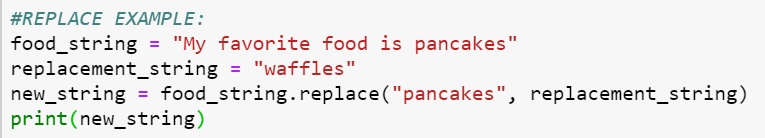 #REPLACE EXAMPLE:
food_string = "My favorite food is pancakes"
replacement_string = "waffles"
new_string = food_string.replace("pancakes", replacement_string)
print(new_string)